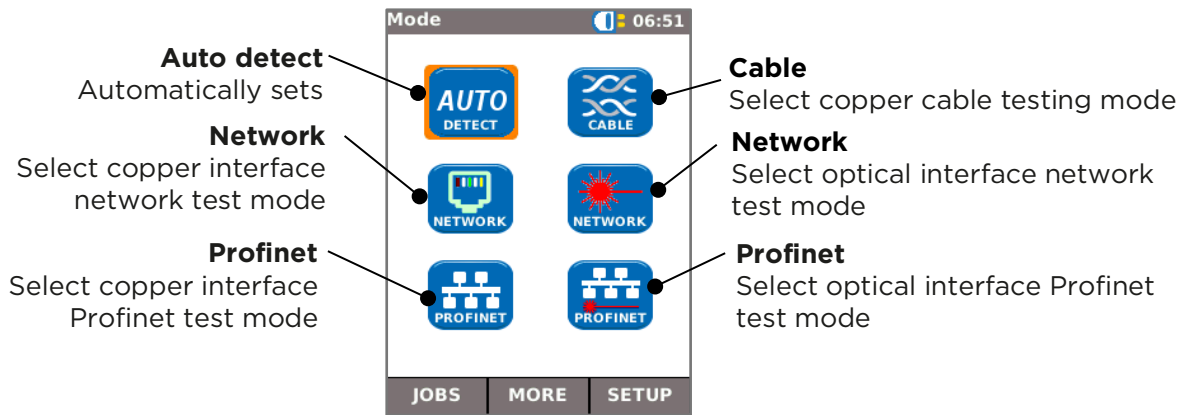 Mode
06:51
Auto detect
Automatically sets
Network
Select copper interface
network test mode
Profinet
Select copper interface
Profinet test mode
AUTO
DETECT
CABLE
NETWORK
NETWORK
PROFINET
PROFINET
JOBS
MORE
SETUP
Cable
Select copper cable testing mode
Network
Select optical interface network
test mode
Profinet
Select optical interface Profinet
test mode